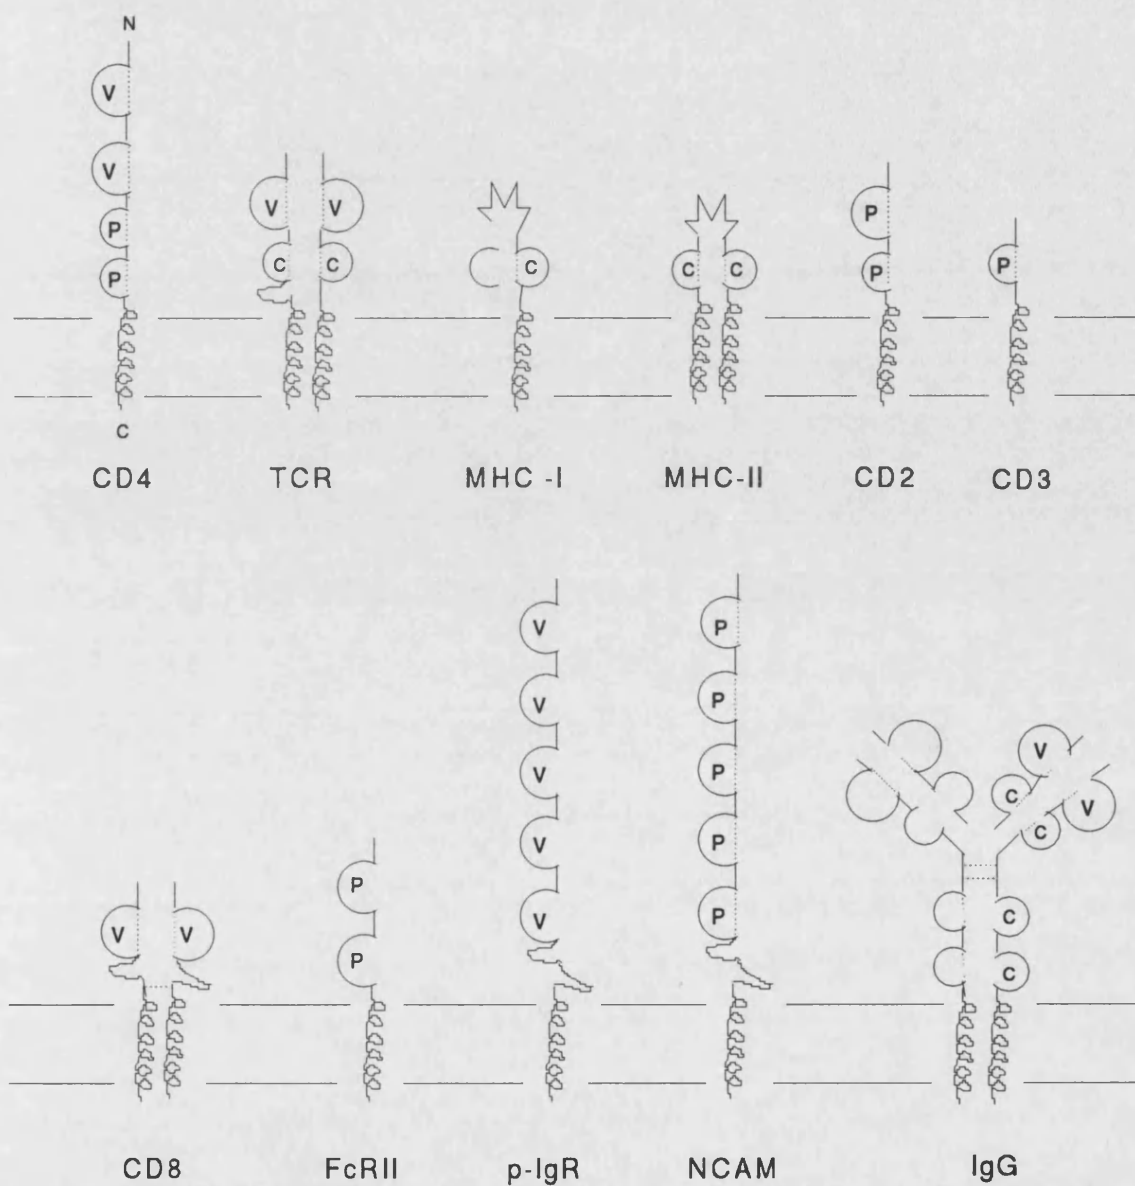 N
V
V V V
P P
P C C C C C P P
P
C
CD4 TCR MHC -I MHC-II CD2 CD3
V P
V P
V
V P C V
P V P C
V V P V P C
P C
CD8 FcRII p-IgR NCAM IgG